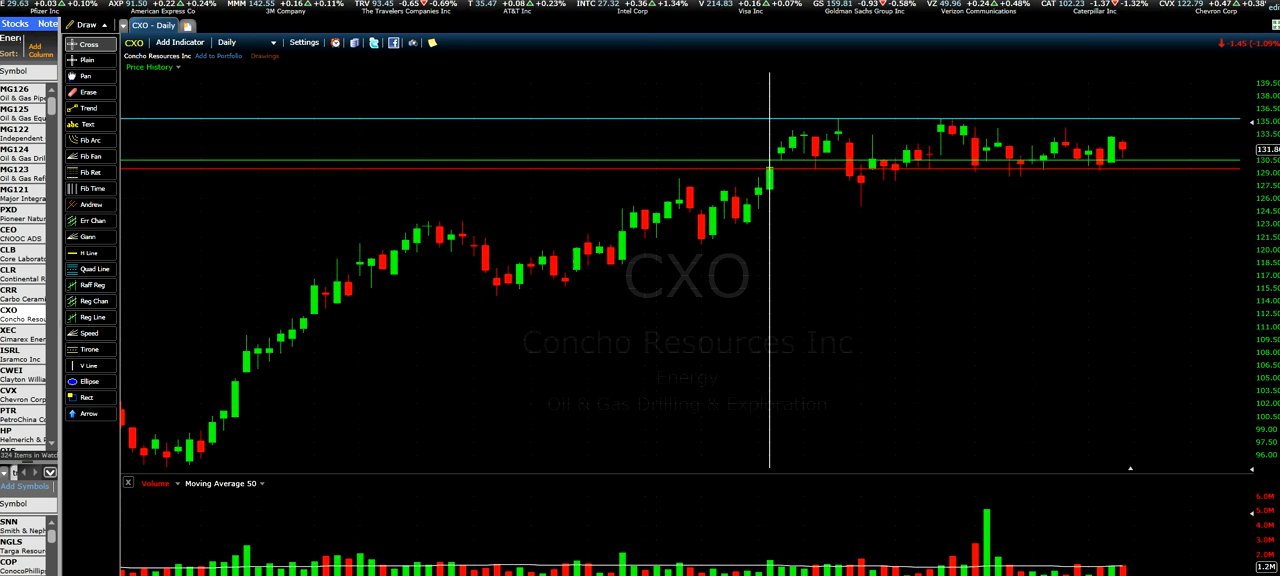 E 29.63 +0.03 +0.10% AXP 91.50 +0.22 +0.24% MMM 142.55 +0.16 +0.11% TRV 93.45 -0.65 -0.69% T 35.47 +0.08 +0.23% INTC 27.32 +0.36 +1.34% V 214.83 +0.16 +0.07% GS 159.81 -0.93 -0.58% VZ 49.96 +0.24 +0.48% CAT 102.23 -1.37 -1.32% CVX 122.79 +0.47 +0.38%
Pfizer Inc American Express Co 3M Company The Travelers Companies Inc AT&T Inc Intel Corp Visa Inc Goldman Sachs Group Inc Verizon Communications Caterpillar Inc Chevron Corp
Stocks Note Draw CXO - Daily
Ener
Sort: Add Column
Symbol
MG126
Oil & Gas Pipe
MG125
Oil & Gas Equ
MG122
Independent
MG124
Oil & Gas Dril
MG123
Oil & Gas Ref
MG121
Major Integra
PXD
Pioneer Natur
CEO
CNOOC ADS
CLB
Core Laborato
CLR
Continental R
CRR
Carbo Cerami
CXO
Concho Resou
XEC
Cimarex Ener
ISRL
Isramco Inc
CWEI
Clayton Willia
CVX
Chevron Corp
PTR
PetroChina Co
HP
Helmerich & P
324 Items in Watch
Add Symbols
Symbol
SNN
Smith & Neph
NGLS
Targa Resour
COP
ConocoPhillips
Cross
Plain
Pan
Erase
Trend
abc Text
Fib Arc
Fib Fan
Fib Ret
Fib Time
Andrew
Err Chan
Gann
H Line
Quad Line
Raff Reg
Reg Chan
Reg Line
Speed
Tirone
V Line
Ellipse
Rect
Arrow
CXO Add Indicator Daily Settings
-1.45 (-1.09%
Concho Resources Inc Add to Portfolio Drawings
Price History
CXO
Concho Resources Inc
Energy
Oil & Gas Drilling & Exploration
139.50
138.00
136.50
135.00
133.50
131.80
130.50
129.00
127.50
126.00
124.50
123.00
121.50
120.00
118.50
117.00
115.50
114.00
112.50
111.00
109.50
108.00
106.50
105.00
103.50
102.00
100.50
99.00
97.50
96.00
X Volume Moving Average 50
6.0M
5.0M
4.0M
3.0M
2.0M
1.2M